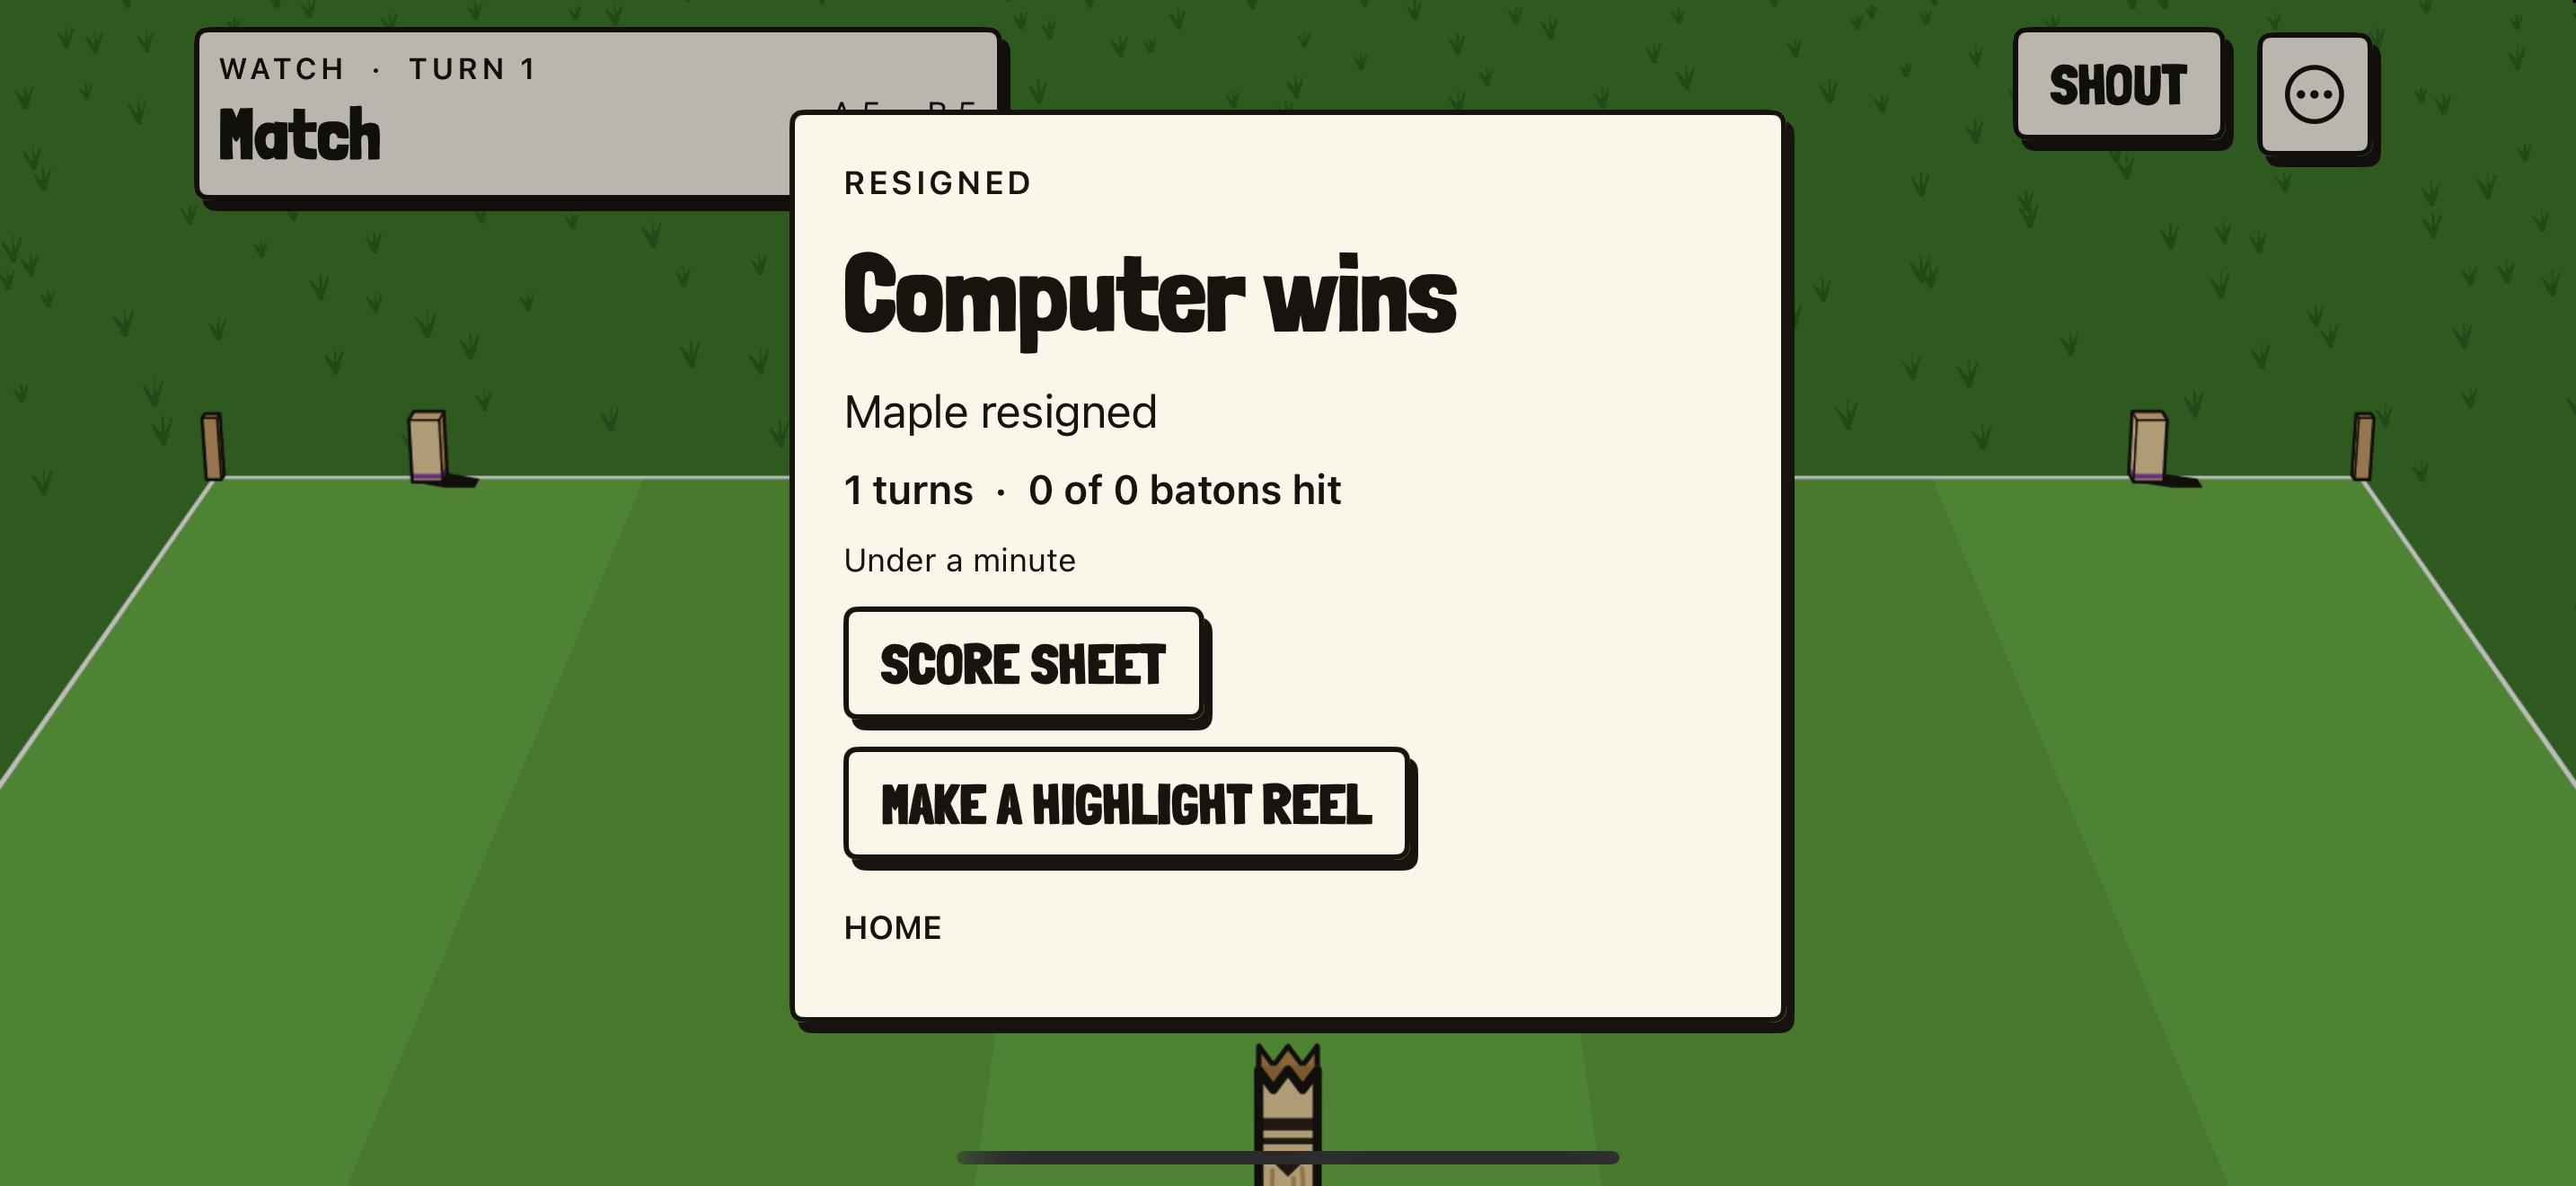 WATCH · TURN 1
Match
SHOUT
RESIGNED
Computer wins
Maple resigned
1 turns · 0 of 0 batons hit
Under a minute
SCORE SHEET
MAKE A HIGHLIGHT REEL
HOME